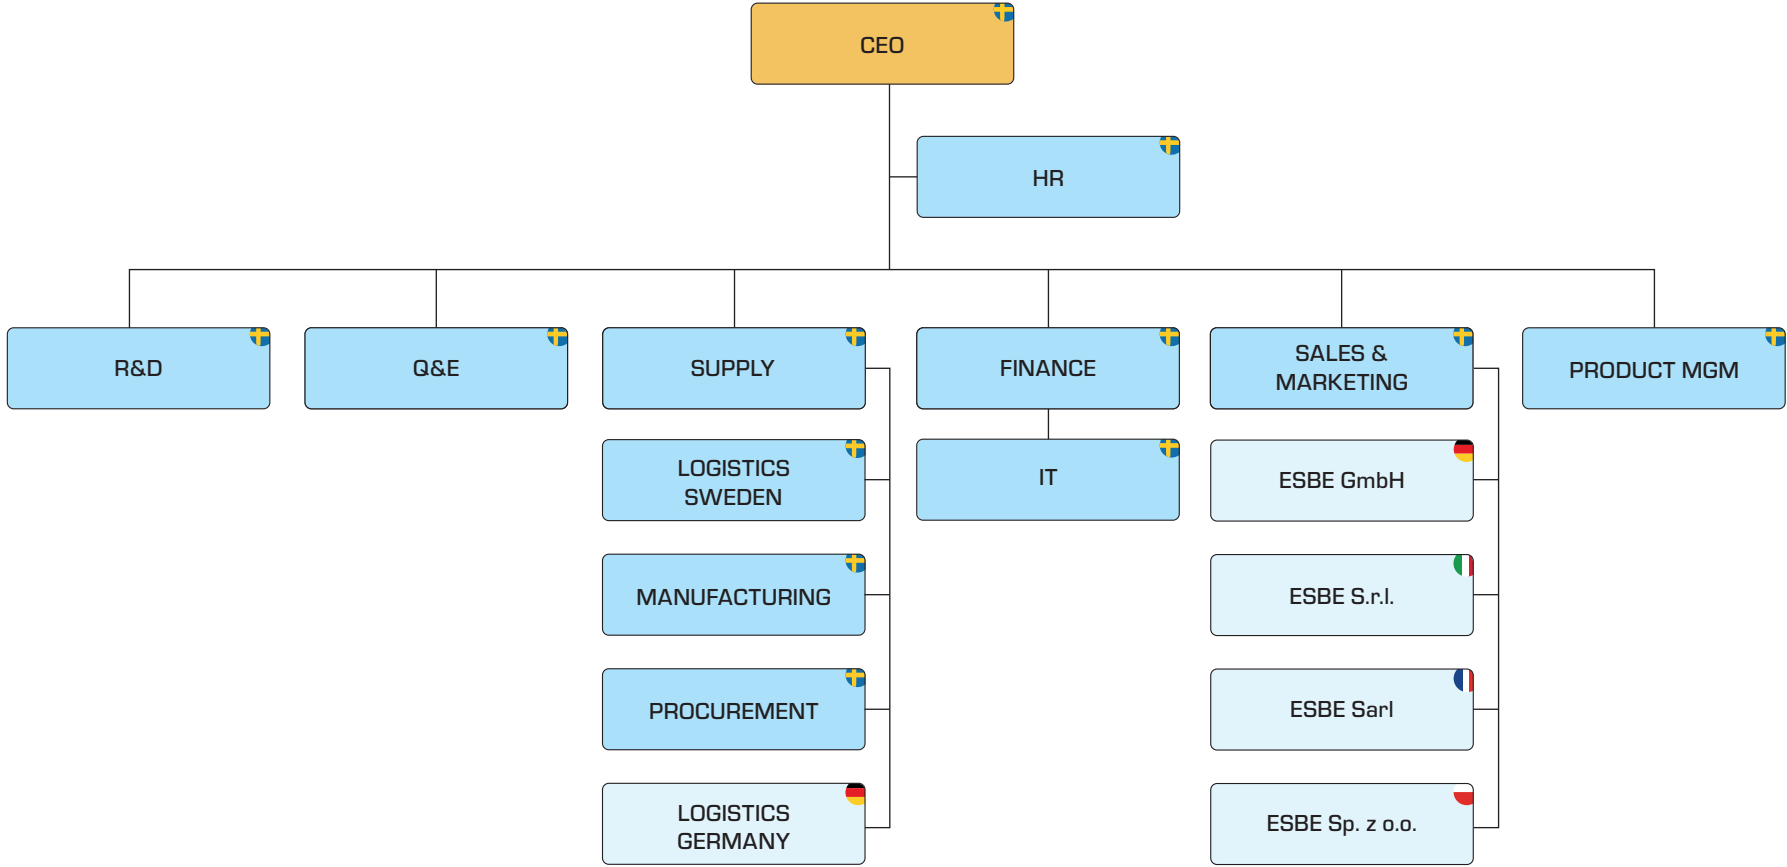 CEO
HR
R&D
Q&E
SUPPLY
FINANCE
SALES &
MARKETING
PRODUCT MGM
LOGISTICS
SWEDEN
IT
ESBE GmbH
MANUFACTURING
ESBE S.r.l.
PROCUREMENT
ESBE Sarl
LOGISTICS
GERMANY
ESBE Sp. z o.o.